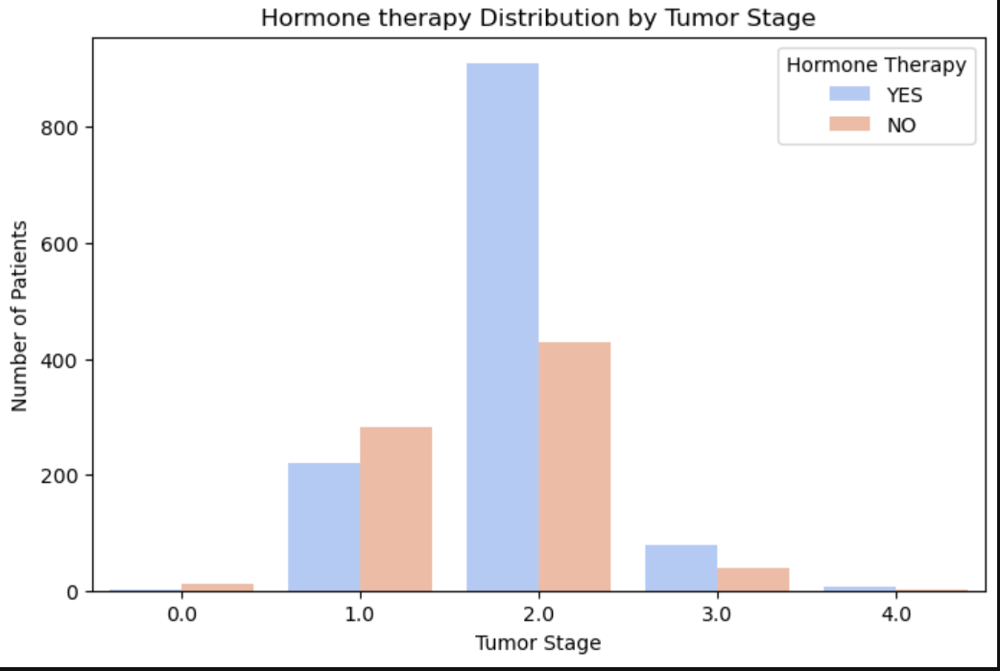 Hormone therapy Distribution by Tumor Stage
Hormone Therapy
YES
NO
Number of Patients
800
600
400
200
0
0.0 1.0 2.0 3.0 4.0
Tumor Stage